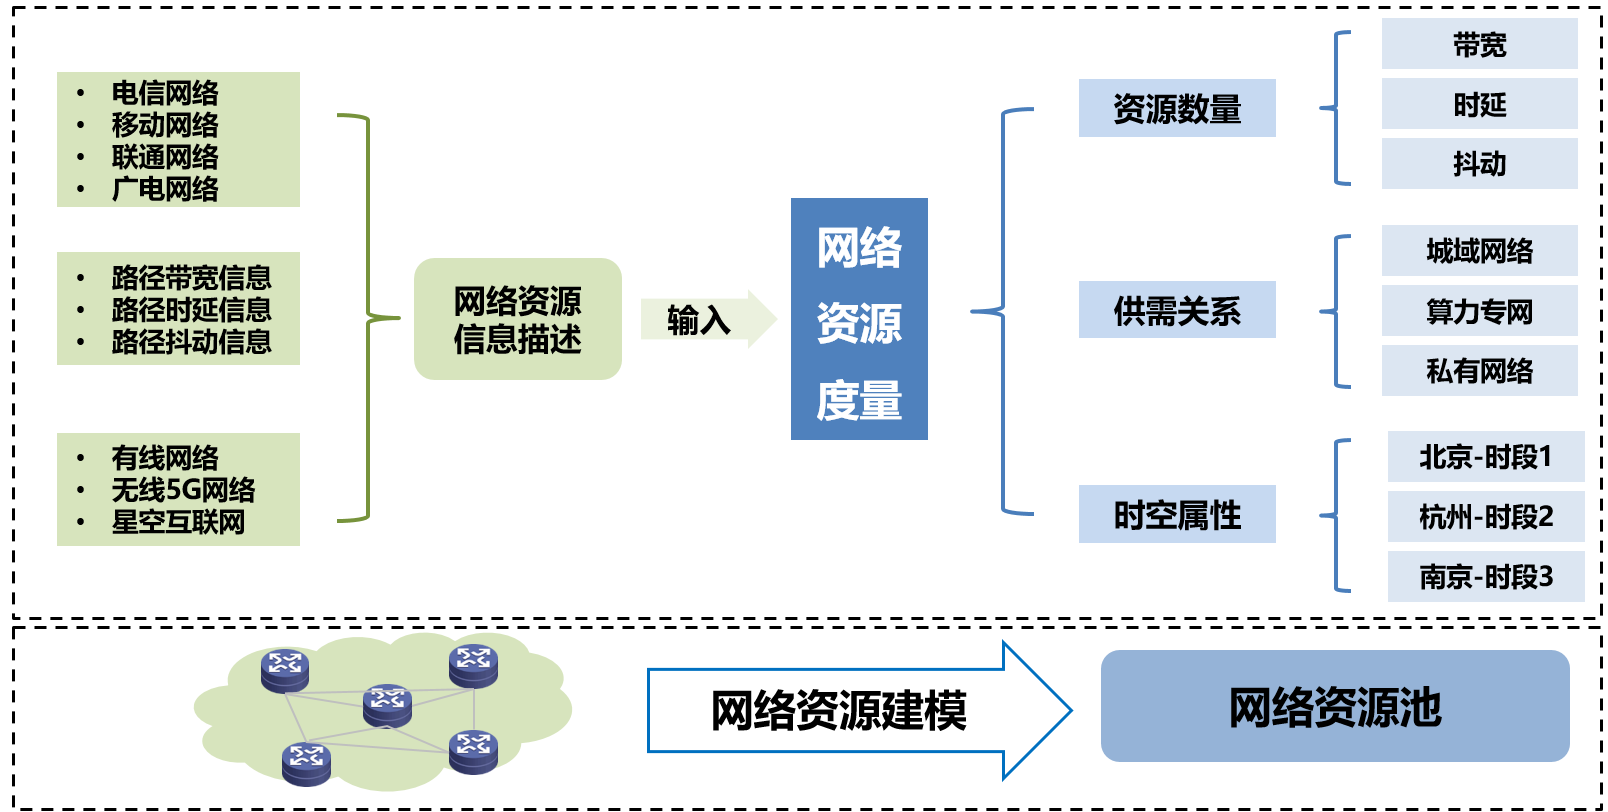 电信网络
移动网络
联通网络
广电网络
路径带宽信息
路径时延信息
路径抖动信息
有线网络
无线5G网络
星空互联网
网络资源
信息描述
输入
网络
资源
度量
资源数量
带宽
时延
抖动
供需关系
城域网络
算力专网
私有网络
时空属性
北京-时段1
杭州-时段2
南京-时段3
网络资源建模
网络资源池